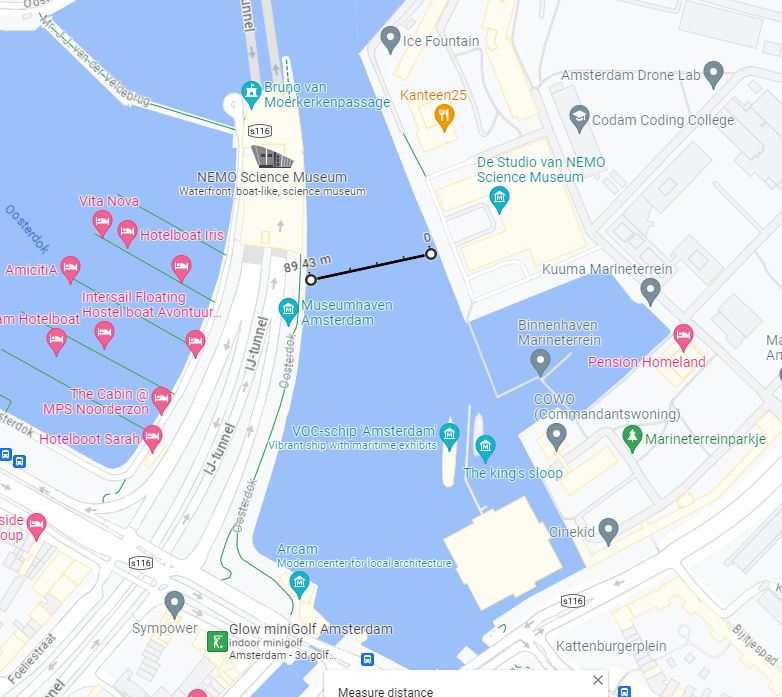 Mr. J.J. van der Veldebrug
tunnel
Ice Fountain
Bruno van
Moerkerkenpassage
Kanteen25
Amsterdam Drone Lab
Codam Coding College
s116
NEMO Science Museum
Waterfront, boat-like, science museum
De Studio van NEMO
Science Museum
Vita Nova
Hotelboat Iris
Oosterdok
0
89.43 m
AmicitiA
Kuuma Marineterrein
Intersail Floating
Hostel boat Avontuur...
Museumhaven
Amsterdam
am Hotelboat
IJ-tunnel
Oosterdok
Binnenhaven
Marineterrein
Pension Homeland
Ma
Am
The Cabin @
MPS Noorderzon
COWO
(Commandantswoning)
osterdok
Hotelboot Sarah
IJ-tunnel
VOC-schip 'Amsterdam'
Vibrant ship with maritime exhibits
Marineterreinparkje
The king's sloop
Oosterdok
side
oup
Cinekid
Arcam
Modern center for local architecture
s116
s116
Sympower
Glow miniGolf Amsterdam
indoor minigolf
Amsterdam - 3d golf...
Kattenburgerplein
Foeliestraat
Blijtiespad
tunnel
Measure distance